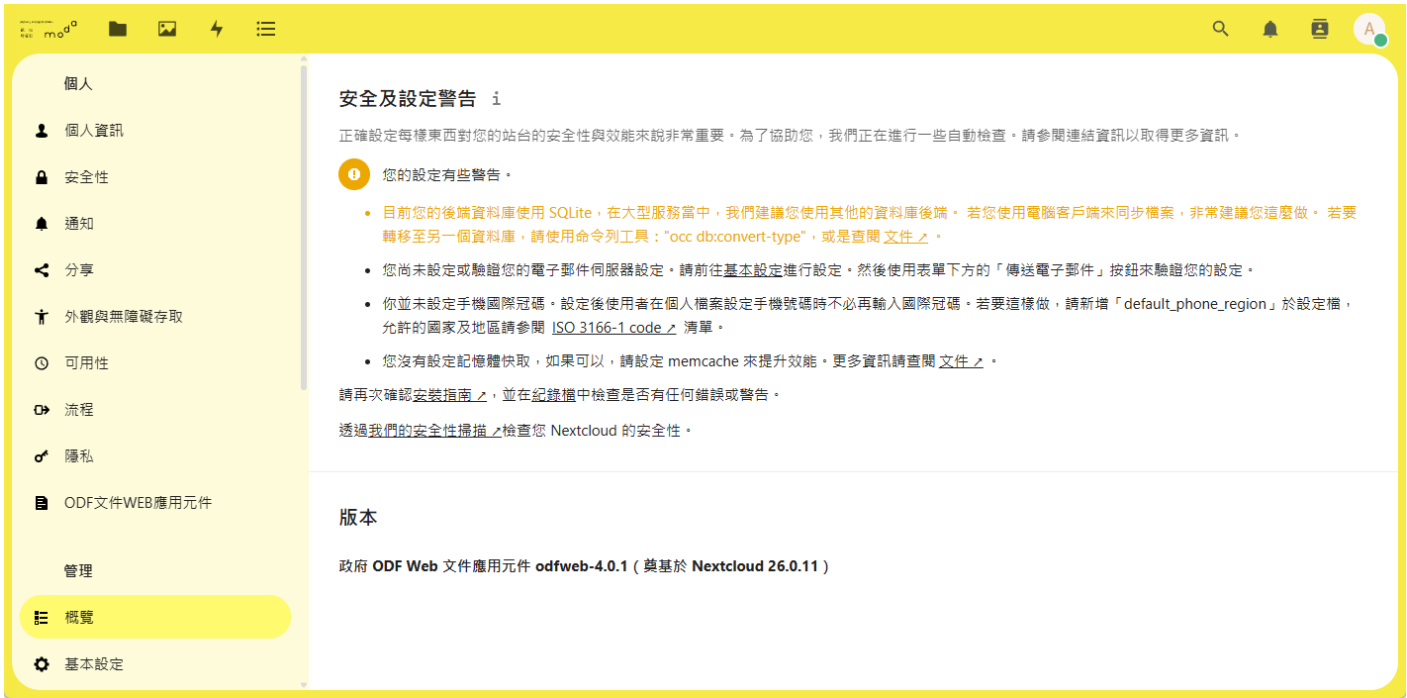 moda
A
個人
個人資訊
安全性
通知
分享
外觀與無障礙存取
可用性
流程
隱私
ODF文件WEB應用元件
管理
概覽
基本設定
安全及設定警告 i
正確設定每樣東西對您的站台的安全性與效能來說非常重要。為了協助您，我們正在進行一些自動檢查。請參閱連結資訊以取得更多資訊。
您的設定有些警告。
• 目前您的後端資料庫使用 SQLite，在大型服務當中，我們建議您使用其他的資料庫後端。 若您使用電腦客戶端來同步檔案，非常建議您這麼做。 若要
轉移至另一個資料庫，請使用命令列工具："occ db:convert-type"，或是查閱 文件 ↗ 。
• 您尚未設定或驗證您的電子郵件伺服器設定。請前往基本設定進行設定。然後使用表單下方的「傳送電子郵件」按鈕來驗證您的設定。
• 你並未設定手機國際冠碼。設定後使用者在個人檔案設定手機號碼時不必再輸入國際冠碼。若要這樣做，請新增「default_phone_region」於設定檔，
允許的國家及地區請參閱 ISO 3166-1 code ↗ 清單。
• 您沒有設定記憶體快取，如果可以，請設定 memcache 來提升效能。更多資訊請查閱 文件 ↗ 。
請再次確認安裝指南 ↗，並在紀錄檔中檢查是否有任何錯誤或警告。
透過我們的安全性掃描 ↗檢查您 Nextcloud 的安全性。
版本
政府 ODF Web 文件應用元件 odfweb-4.0.1（奠基於 Nextcloud 26.0.11）